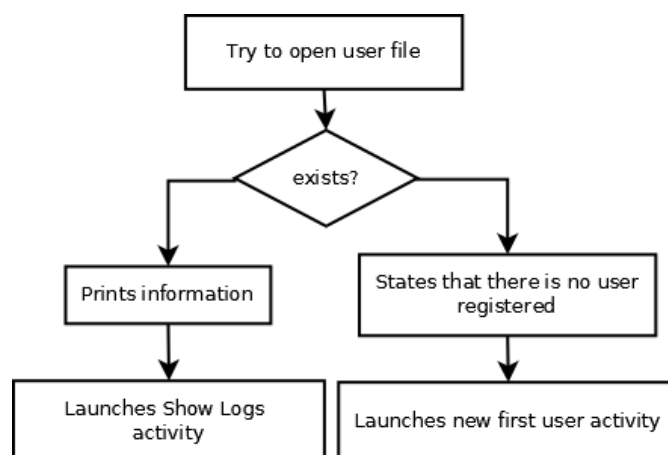 Try to open user file
exists?
Prints information
States that there is no user
registered
Launches Show Logs
activity
Launches new first user activity